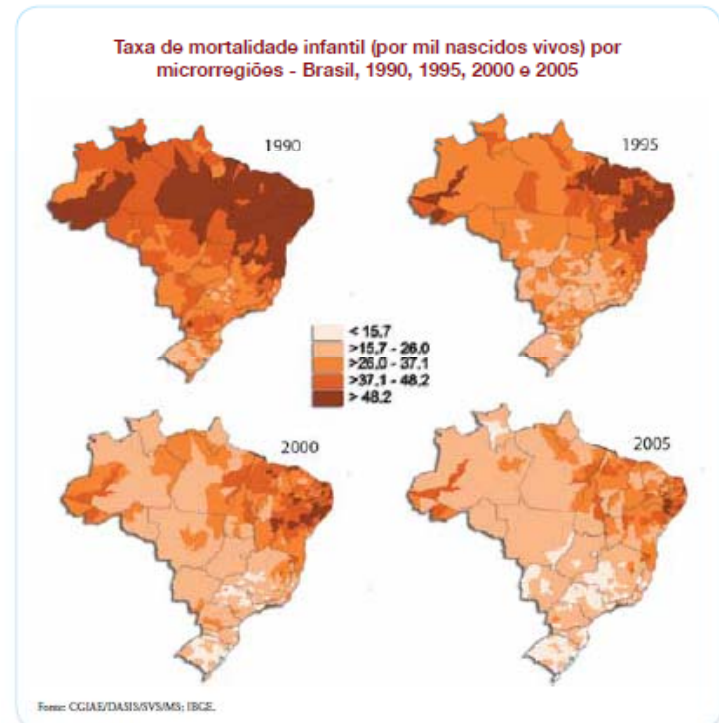 Taxa de mortalidade infantil (por mil nascidos vivos) por
microrregiões - Brasil, 1990, 1995, 2000 e 2005
1990
1995
< 15,7
>15,7 - 26,0
>26,0 - 37,1
>37,1 - 48,2
> 48,2
2000
2005
Fonte: CGIAE/DASIS/SVS/MS; IBGE.